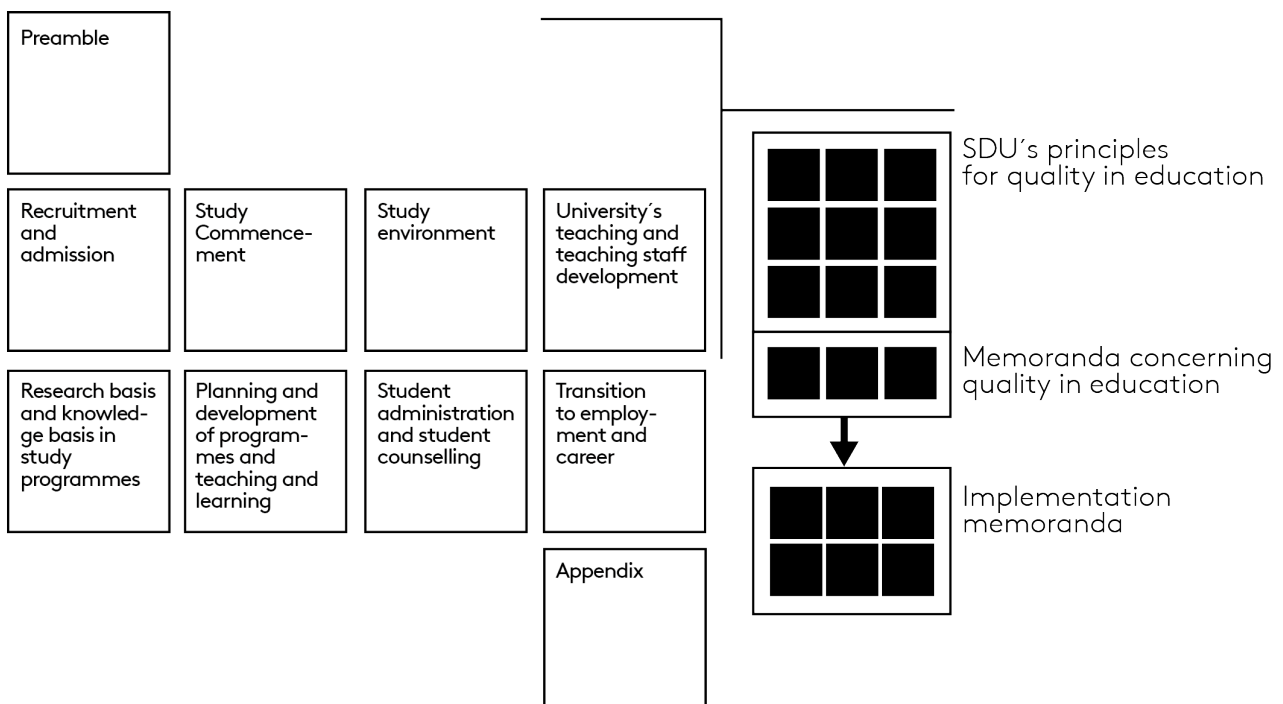 Preamble
Recruitment
and
admission
Study
Commence-
ment
Study
environment
University´s
teaching and
teaching staff
development
Research basis
and knowled-
ge basis in
study
programmes
Planning and
development
of program-
mes and
teaching and
learning
Student
administration
and student
counselling
Transition
to employ-
ment and
career
Appendix
SDU´s principles
for quality in education
Memoranda concerning
quality in education
Implementation
memoranda